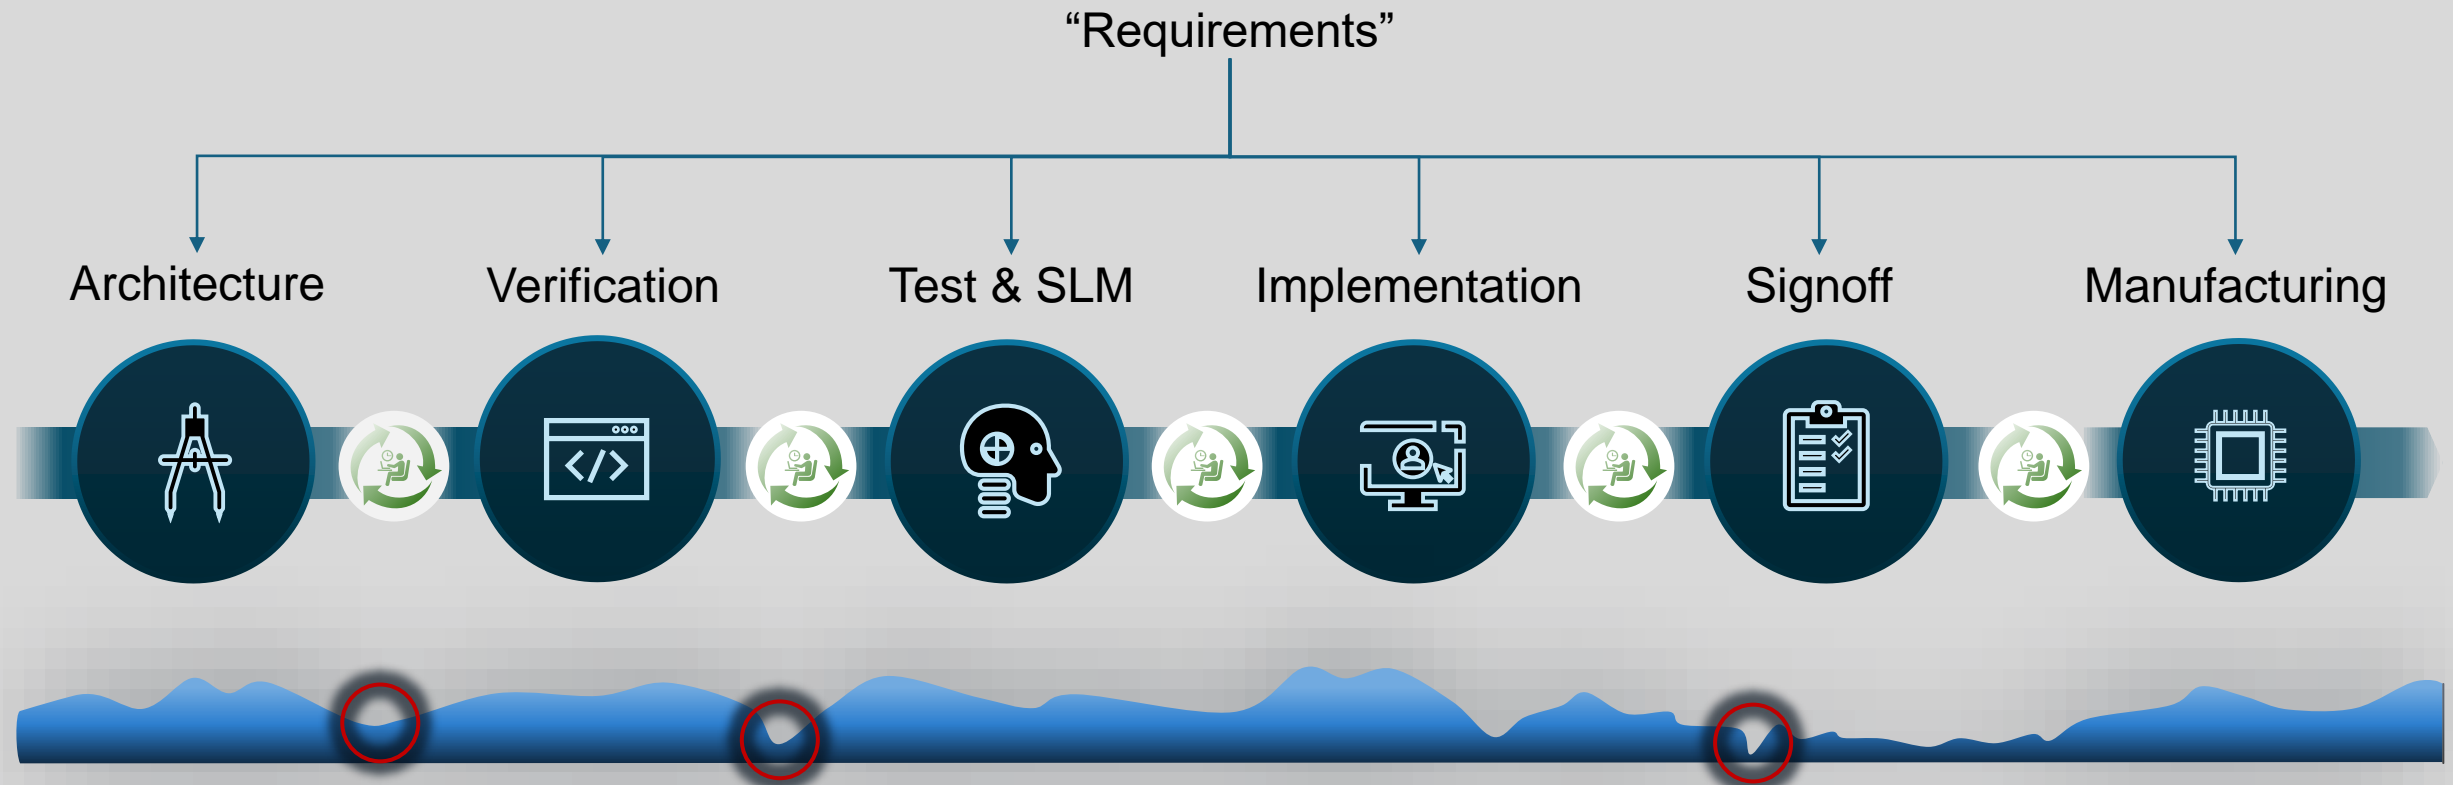 “Requirements”
Architecture
Verification
Test & SLM
Implementation
Signoff
Manufacturing